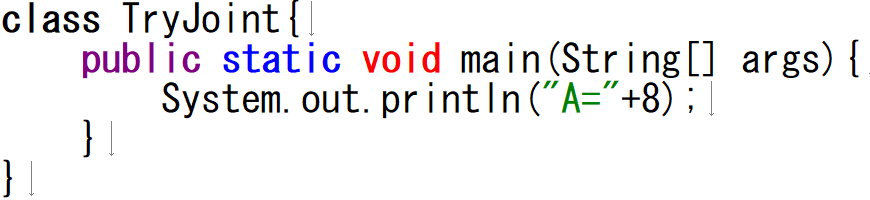 class TryJoint{
    public static void main(String[] args){
        System.out.println("A="+8);
    }
}